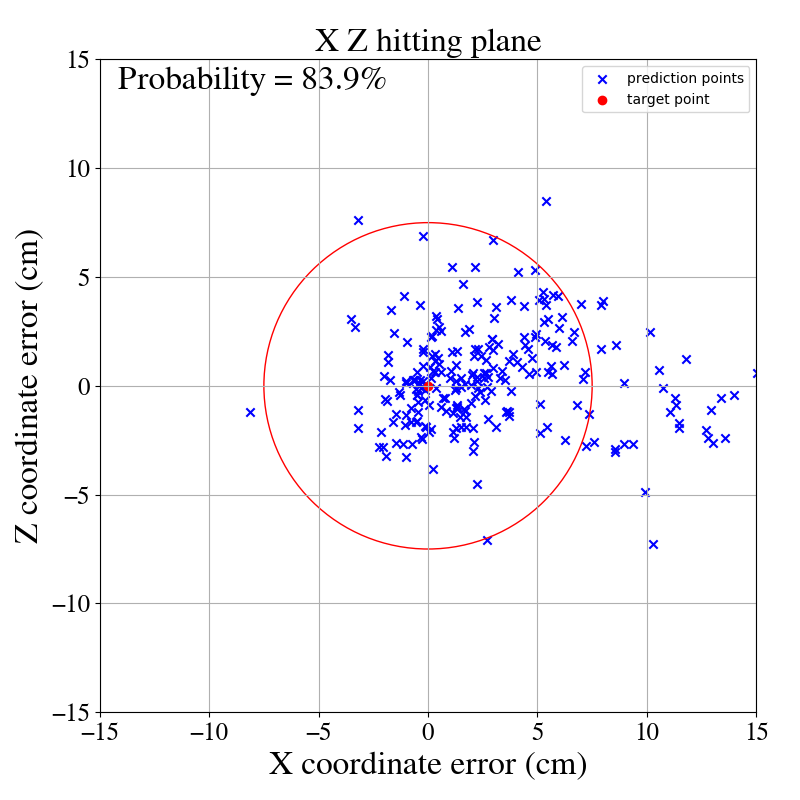 X Z hitting plane
Probability = 83.9%
prediction points
target point
15
10
5
0
−5
−10
−15
Z coordinate error (cm)
−15
−10
−5
0
5
10
15
X coordinate error (cm)